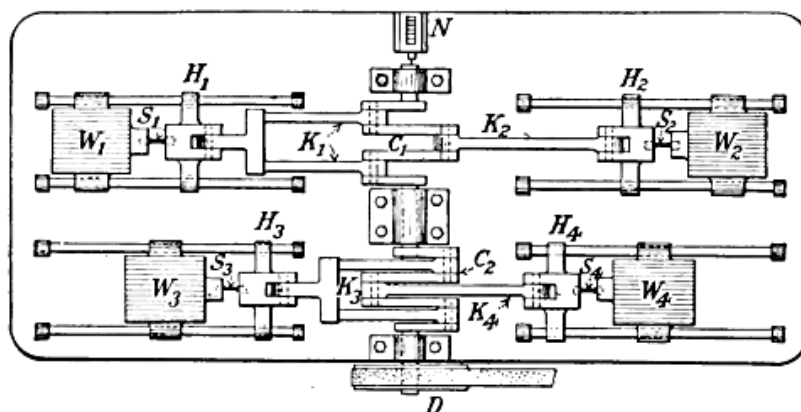 N
H1 H2
S1 S2
W1 K1 C1 K2 W2
H3 H4
S3 C2 S4
W3 K3 K4 W4
D